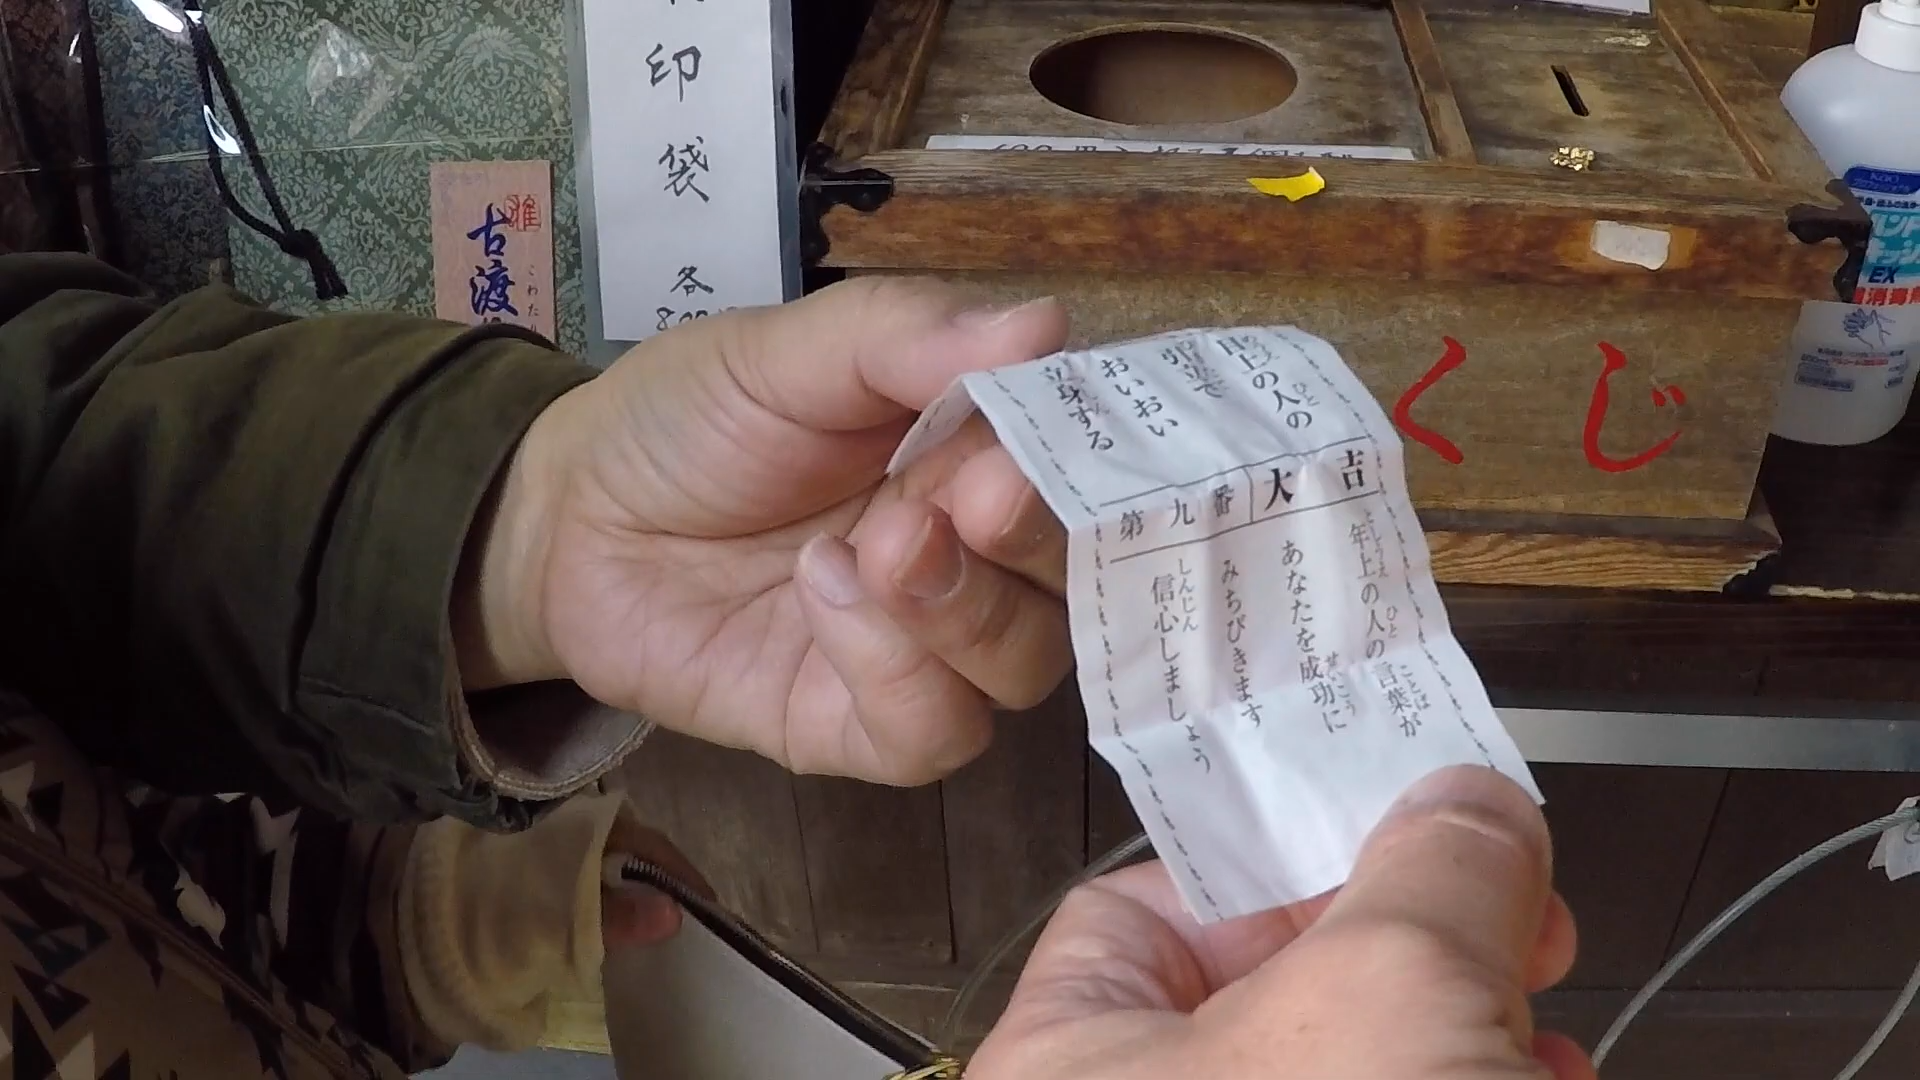 印袋 各
雅
古渡
こわたり
くじ
目上の人の
引立で
おいおい
立身する
大吉
第九番
年上の人の言葉が
あなたを成功に
みちびきます
信心しましょう
Kao
EX